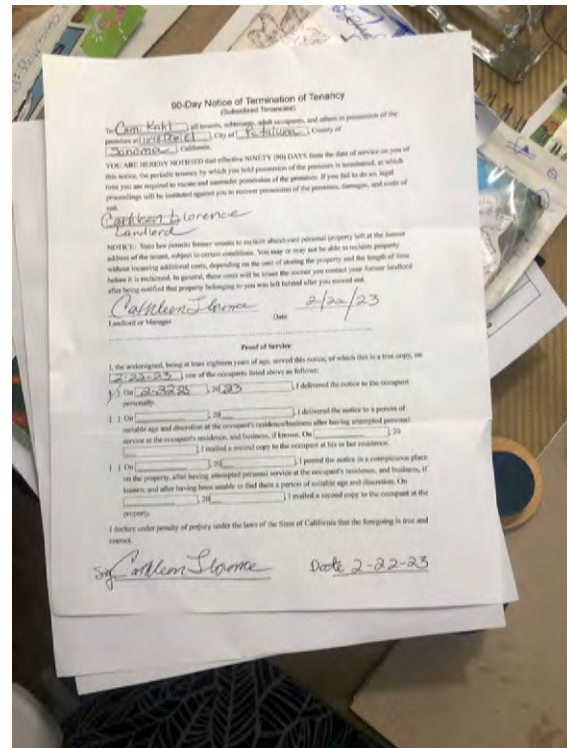 90-Day Notice of Termination of Tenancy
(Subsidized Tenancies)
To Cami Kahl, all tenants, subtenants, adult occupants, and others in possession of the
premises at Daniel, City of Petaluma, County of
Sonoma, California.
YOU ARE HEREBY NOTIFIED that effective NINETY (90) DAYS from the date of service on you of
this notice, the periodic tenancy by which you hold possession of the premises is terminated, at which
time you are required to vacate and surrender possession of the premises. If you fail to do so, legal
proceedings will be instituted against you to recover possession of the premises, damages, and costs of
suit.
Cathleen Florence
Landlord
NOTICE: State law permits former tenants to reclaim abandoned personal property left at the former
address of the tenant, subject to certain conditions. You may or may not be able to reclaim property
without incurring additional costs, depending on the cost of storing the property and the length of time
before it is reclaimed. In general, these costs will be lower the sooner you contact your former landlord
after being notified that property belonging to you was left behind after you moved out.
Cathleen Florence 2/22/23
Landlord or Manager Date
Proof of Service
I, the undersigned, being at least eighteen years of age, served this notice, of which this is a true copy, on
2-22-23, one of the occupants listed above as follows:
On 2-22 23, 2023, I delivered the notice to the occupant
personally.
[ ] On , 20 , I delivered the notice to a person of
suitable age and discretion at the occupant's residence/business after having attempted personal
service at the occupant's residence, and business, if known. On , 20
, I mailed a second copy to the occupant at his or her residence.
[ ] On , 20 , I posted the notice in a conspicuous place
on the property, after having attempted personal service at the occupant's residence, and business, if
known, and after having been unable to find there a person of suitable age and discretion. On
, 20 , I mailed a second copy to the occupant at the
property.
I declare under penalty of perjury under the laws of the State of California that the foregoing is true and
correct.
Sig Cathleen Florence Date 2-22-23